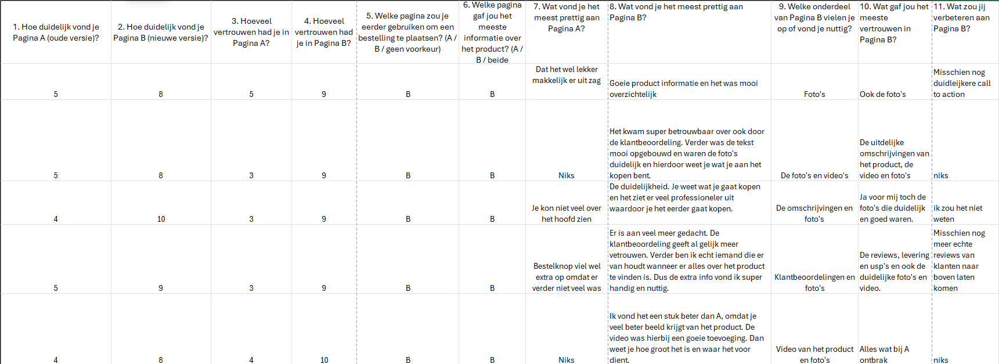 1. Hoe duidelijk vond je
Pagina A (oude versie)?
2. Hoe duidelijk vond je
Pagina B (nieuwe versie)?
3. Hoeveel
vertrouwen had je in
Pagina A?
4. Hoeveel
vertrouwen had
je in Pagina B?
5. Welke pagina zou je
eerder gebruiken om een
bestelling te plaatsen? (A /
B / geen voorkeur)
6. Welke pagina
gaf jou het
meeste
informatie over
het product? (A /
B / beide
7. Wat vond je het
meest prettig aan
Pagina A?
8. Wat vond je het meest prettig aan
Pagina B?
9. Welke onderdeel
van Pagina B vielen je
op of vond je nuttig?
10. Wat gaf jou het
meeste
vertrouwen in
Pagina B?
11. Wat zou jij
verbeteren aan
Pagina B?
5
8
5
9
B
B
Dat het wel lekker
makkelijk er uit zag
Goeie product informatie en het was mooi
overzichtelijk
Foto's
Ook de foto's
Misschien nog
duidleijkere call
to action
5
8
3
9
B
B
Niks
Het kwam super betrouwbaar over ook door
de klantbeoordeling. Verder was de tekst
mooi opgebouwd en waren de foto's
duidelijk en hierdoor weet je wat je aan het
kopen bent.
De foto's en video's
De uitdelijke
omschrijvingen van
het product, de
video en foto's
niks
4
10
3
9
B
B
Je kon niet veel over
het hoofd zien
De duidelijkheid. Je weet wat je gaat kopen
en het ziet er veel professioneler uit
waardoor je het eerder gaat kopen.
De omschrijvingen en
foto's
Ja voor mij toch de
foto's die duidelijk
en goed waren.
ik zou het niet
weten
5
9
3
9
B
B
Bestelknop viel wel
extra op omdat er
verder niet veel was
Er is aan veel meer gedacht. De
klantbeoordeling geeft al gelijk meer
vetrouwen. Verder ben ik echt iemand die er
van houdt wanneer er alles over het product
te vinden is. Dus de extra info vond ik super
handig en nuttig.
Klantbeoordelingen en
foto's
De reviews, levering
en usp's en ook de
duidelijke foto's en
video.
Misschien nog
meer echte
reviews van
klanten naar
boven laten
komen
4
8
4
10
B
B
Niks
Ik vond het een stuk beter dan A, omdat je
veel beter beeld krijgt van het product. De
video was hierbij een goeie toevoeging. Dan
weet je hoe groot het is en waar het voor
dient.
Video van het product
en foto's
Alles wat bij A
ontbrak
niks